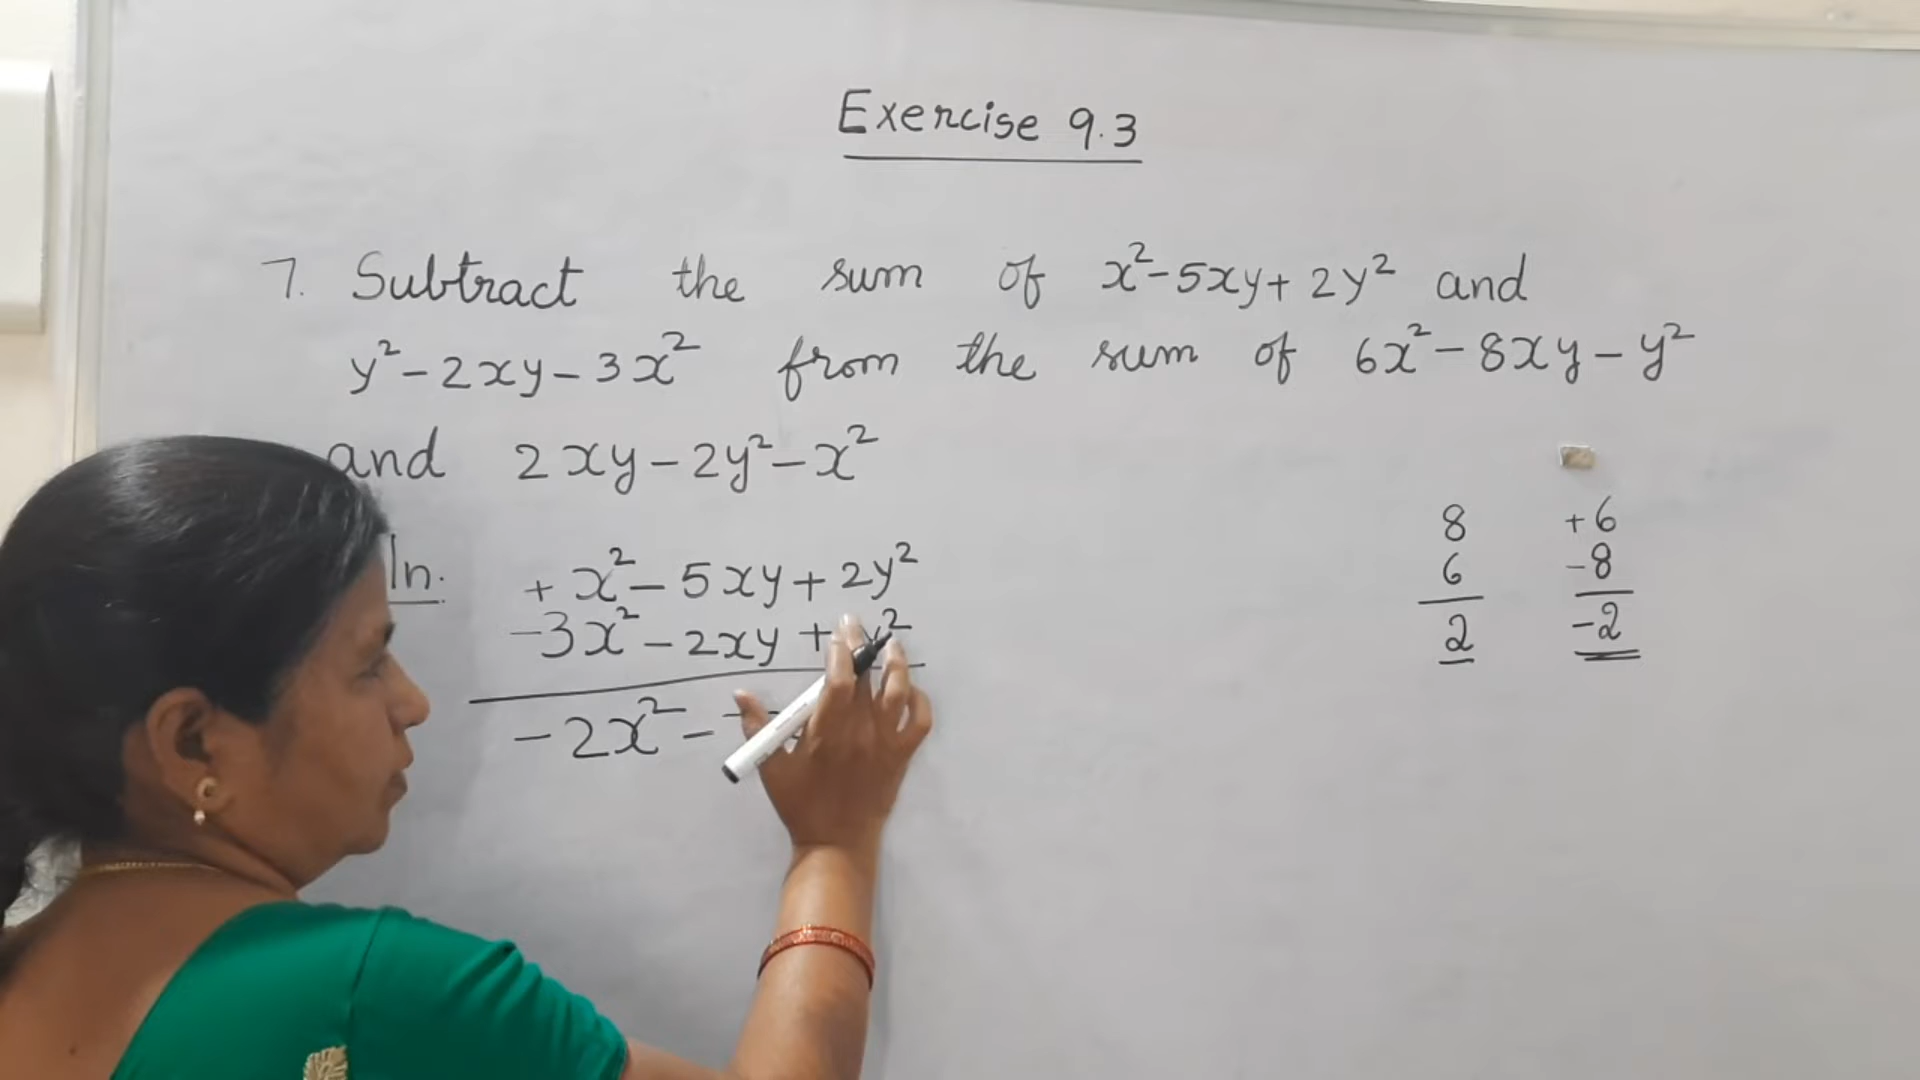 Exercise 9.3
7. Subtract the sum of x²-5xy+2y² and
y²-2xy-3x² from the sum of 6x²-8xy-y²
and 2xy-2y²-x²
ln. +x²-5xy+2y²
-3x²-2xy+y²
-2x²-
8
6
2
+6
-8
-2